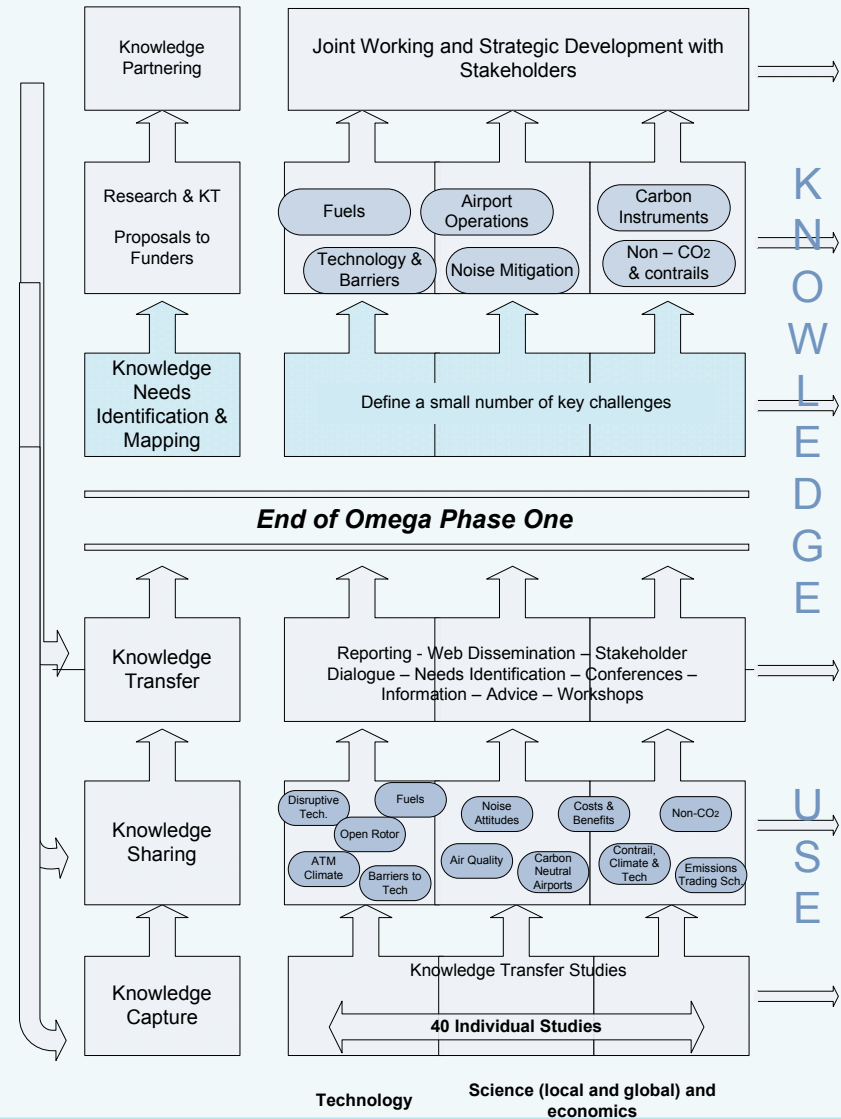 Knowledge
Partnering
Joint Working and Strategic Development with
Stakeholders
Research & KT
Proposals to
Funders
Fuels
Technology &
Barriers
Airport
Operations
Noise Mitigation
Carbon
Instruments
Non – CO2
& contrails
Knowledge
Needs
Identification &
Mapping
Define a small number of key challenges
End of Omega Phase One
Knowledge
Transfer
Reporting - Web Dissemination – Stakeholder
Dialogue – Needs Identification – Conferences –
Information – Advice – Workshops
Knowledge
Sharing
Disruptive
Tech.
Fuels
Open Rotor
ATM
Climate
Barriers to
Tech
Noise
Attitudes
Costs &
Benefits
Non-CO2
Air Quality
Carbon
Neutral
Airports
Contrail,
Climate &
Tech
Emissions
Trading Sch.
Knowledge
Capture
Knowledge Transfer Studies
40 Individual Studies
Technology
Science (local and global) and
economics
KNOWLEDGE
USE